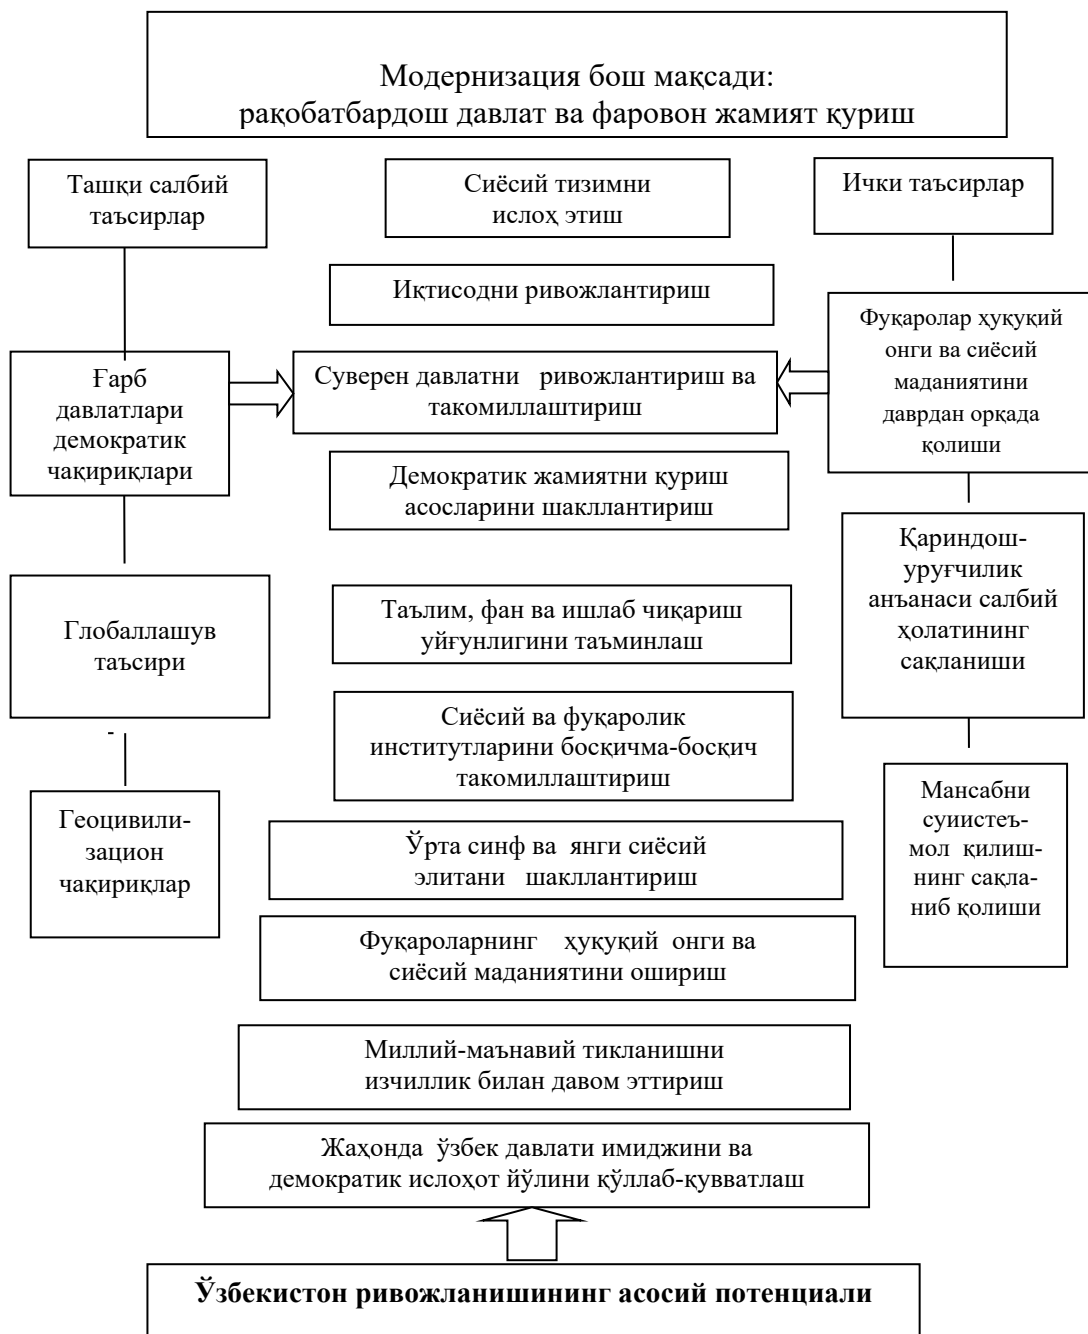 Модернизация бош мақсади:
рақобатбардош давлат ва фаровон жамият қуриш
Ташқи салбий
таъсирлар
Сиёсий тизимни
ислоҳ этиш
Ички таъсирлар
Иқтисодни ривожлантириш
Фуқаролар ҳуқуқий
онги ва сиёсий
маданиятини
даврдан орқада
қолиши
Ғарб
давлатлари
демократик
чақириқлари
Суверен давлатни ривожлантириш ва
такомиллаштириш
Демократик жамиятни қуриш
асосларини шакллантириш
Қариндош-
уруғчилик
анъанаси салбий
ҳолатининг
сақланиши
Глобаллашув
таъсири
Таълим, фан ва ишлаб чиқариш
уйғунлигини таъминлаш
Сиёсий ва фуқаролик
институтларини босқичма-босқич
такомиллаштириш
-
Геоцивили-
зацион
чақириқлар
Мансабни
суиистеъ-
мол қилиш-
нинг сақла-
ниб қолиши
Ўрта синф ва янги сиёсий
элитани шакллантириш
Фуқароларнинг ҳуқуқий онги ва
сиёсий маданиятини ошириш
Миллий-маънавий тикланишни
изчиллик билан давом эттириш
Жаҳонда ўзбек давлати имиджини ва
демократик ислоҳот йўлини қўллаб-қувватлаш
Ўзбекистон ривожланишининг асосий потенциали